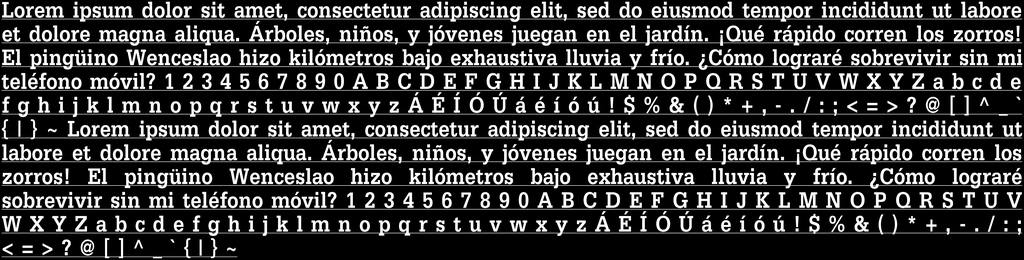 Lorem ipsum dolor sit amet, consectetur adipiscing elit, sed do eiusmod tempor incididunt ut labore
et dolore magna aliqua. Árboles, niños, y jóvenes juegan en el jardín. ¡Qué rápido corren los zorros!
El pingüino Wenceslao hizo kilómetros bajo exhaustiva lluvia y frío. ¿Cómo lograré sobrevivir sin mi
teléfono móvil? 1 2 3 4 5 6 7 8 9 0 A B C D E F G H I J K L M N O P Q R S T U V W X Y Z a b c d e
f g h i j k l m n o p q r s t u v w x y z Á É Í Ó Ú á é í ó ú ! $ % & ( ) * + , - . / : ; < = > ? @ [ ] ^ _ `
{ | } ~ Lorem ipsum dolor sit amet, consectetur adipiscing elit, sed do eiusmod tempor incididunt ut
labore et dolore magna aliqua. Árboles, niños, y jóvenes juegan en el jardín. ¡Qué rápido corren los
zorros! El pingüino Wenceslao hizo kilómetros bajo exhaustiva lluvia y frío. ¿Cómo lograré
sobrevivir sin mi teléfono móvil? 1 2 3 4 5 6 7 8 9 0 A B C D E F G H I J K L M N O P Q R S T U V
W X Y Z a b c d e f g h i j k l m n o p q r s t u v w x y z Á É Í Ó Ú á é í ó ú ! $ % & ( ) * + , - . / : ;
< = > ? @ [ ] ^ _ ` { | } ~